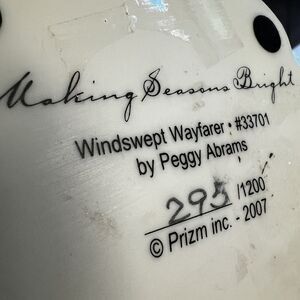 Making Seasons Bright
Windswept Wayfarer - #33701
by Peggy Abrams
295/1200
© Prizm inc. - 2007